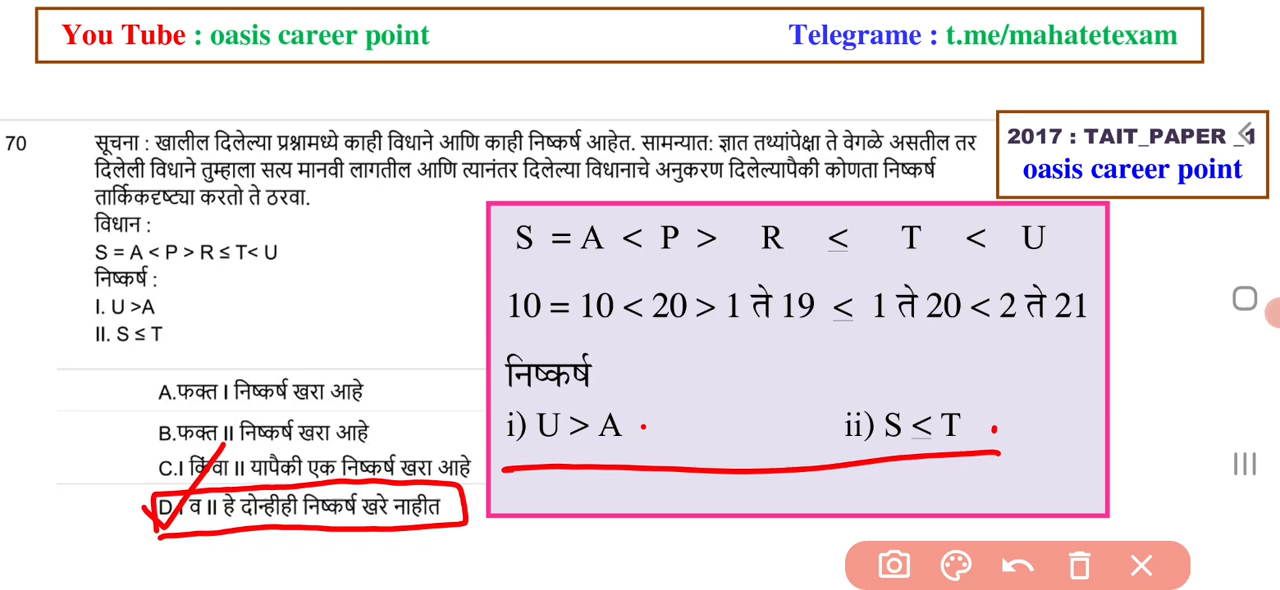 You Tube : oasis career point
Telegrame : t.me/mahatetexam
2017 : TAIT_PAPER _1
oasis career point
70
सूचना : खालील दिलेल्या प्रश्नामध्ये काही विधाने आणि काही निष्कर्ष आहेत. सामन्यात: ज्ञात तथ्यांपेक्षा ते वेगळे असतील तर
दिलेली विधाने तुम्हाला सत्य मानवी लागतील आणि त्यानंतर दिलेल्या विधानाचे अनुकरण दिलेल्यापैकी कोणता निष्कर्ष
तार्किकदृष्ट्या करतो ते ठरवा.
विधान :
S = A < P > R ≤ T< U
निष्कर्ष :
I. U >A
II. S ≤ T
A.फक्त I निष्कर्ष खरा आहे
B.फक्त II निष्कर्ष खरा आहे
C.I किंवा II यापैकी एक निष्कर्ष खरा आहे
D.I व II हे दोन्हीही निष्कर्ष खरे नाहीत
S = A < P > R ≤ T < U
10 = 10 < 20 > 1 ते 19 ≤ 1 ते 20 < 2 ते 21
निष्कर्ष
i) U > A ii) S ≤ T